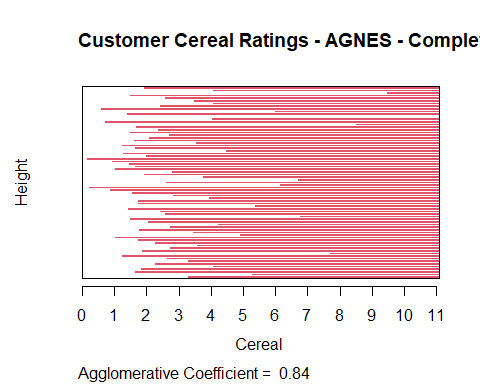 Customer Cereal Ratings - AGNES - Comple
Height
0 1 2 3 4 5 6 7 8 9 10 11
Cereal
Agglomerative Coefficient = 0.84